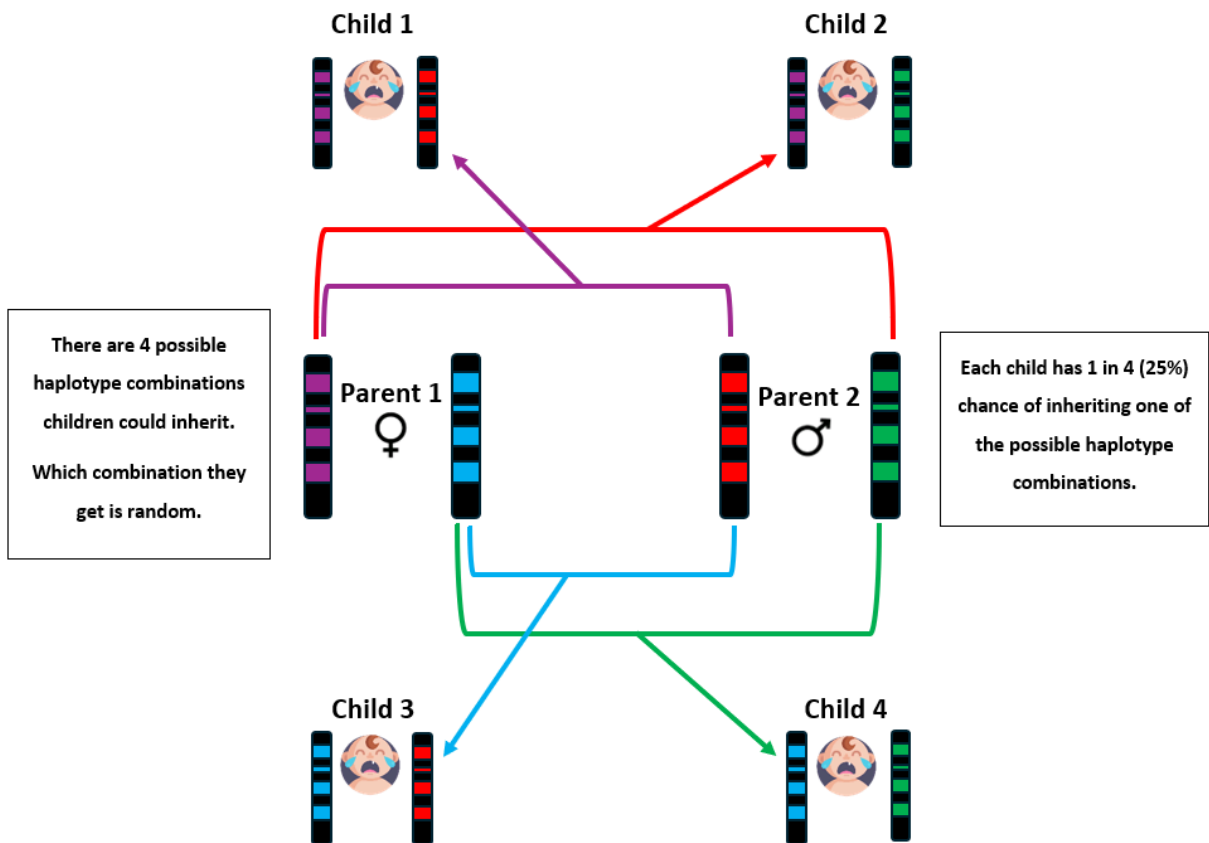 Child 1
Child 2
There are 4 possible
haplotype combinations
children could inherit.
Which combination they
get is random.
Parent 1
Parent 2
Each child has 1 in 4 (25%)
chance of inheriting one of
the possible haplotype
combinations.
Child 3
Child 4